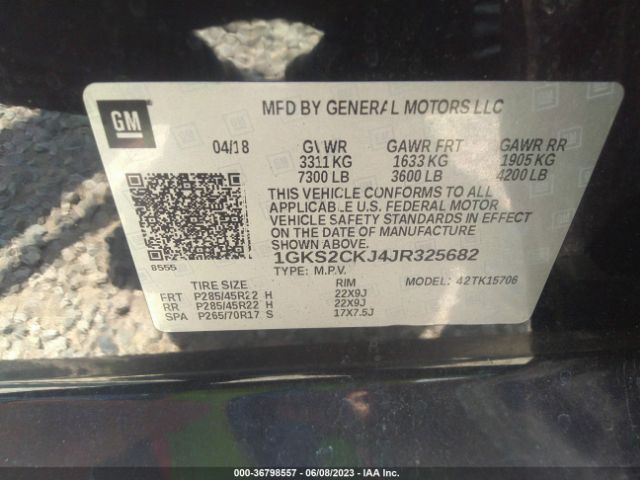 GM
MFD BY GENERAL MOTORS LLC
04/18 GVWR GAWR FRT GAWR RR
3311 KG 1633 KG 1905 KG
7300 LB 3600 LB 4200 LB
THIS VEHICLE CONFORMS TO ALL
APPLICABLE U.S. FEDERAL MOTOR
VEHICLE SAFETY STANDARDS IN EFFECT
ON THE DATE OF MANUFACTURE
SHOWN ABOVE.
8555
1GKS2CKJ4JR325682
TYPE: M.P.V. MODEL: 42TK15706
TIRE SIZE RIM
FRT P285/45R22 H 22X9J
RR P285/45R22 H 22X9J
SPA P265/70R17 S 17X7.5J
000-36798557 - 06/08/2023 - IAA Inc.